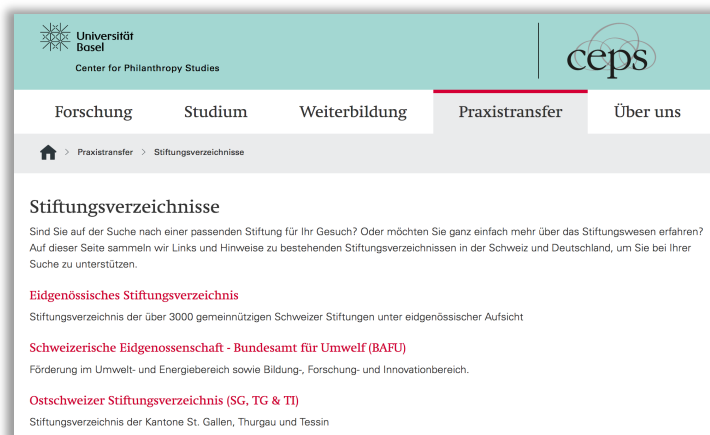 Universität
Basel
Center for Philanthropy Studies
ceps
Forschung Studium Weiterbildung Praxistransfer Über uns
> Praxistransfer > Stiftungsverzeichnisse
Stiftungsverzeichnisse
Sind Sie auf der Suche nach einer passenden Stiftung für Ihr Gesuch? Oder möchten Sie ganz einfach mehr über das Stiftungswesen erfahren?
Auf dieser Seite sammeln wir Links und Hinweise zu bestehenden Stiftungsverzeichnissen in der Schweiz und Deutschland, um Sie bei Ihrer
Suche zu unterstützen.
Eidgenössisches Stiftungsverzeichnis
Stiftungsverzeichnis der über 3000 gemeinnützigen Schweizer Stiftungen unter eidgenössischer Aufsicht
Schweizerische Eidgenossenschaft - Bundesamt für Umwelf (BAFU)
Förderung im Umwelt- und Energiebereich sowie Bildung-, Forschung- und Innovationbereich.
Ostschweizer Stiftungsverzeichnis (SG, TG & TI)
Stiftungsverzeichnis der Kantone St. Gallen, Thurgau und Tessin